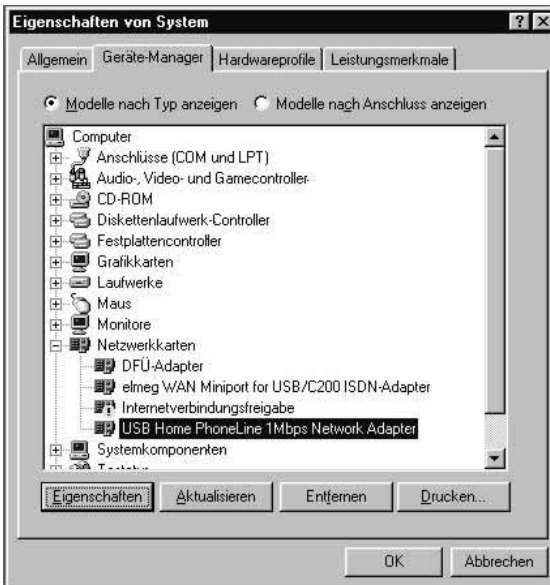 Eigenschaften von System
Allgemein Geräte-Manager Hardwareprofile Leistungsmerkmale
Modelle nach Typ anzeigen Modelle nach Anschluss anzeigen
Computer
Anschlüsse (COM und LPT)
Audio-, Video- und Gamecontroller
CD-ROM
Diskettenlaufwerk-Controller
Festplattencontroller
Grafikkarten
Laufwerke
Maus
Monitore
Netzwerkkarten
DFÜ-Adapter
elmeg WAN Miniport for USB/C200 ISDN-Adapter
Internetverbindungsfreigabe
USB Home PhoneLine 1Mbps Network Adapter
Systemkomponenten
Eigenschaften Aktualisieren Entfernen Drucken...
OK Abbrechen